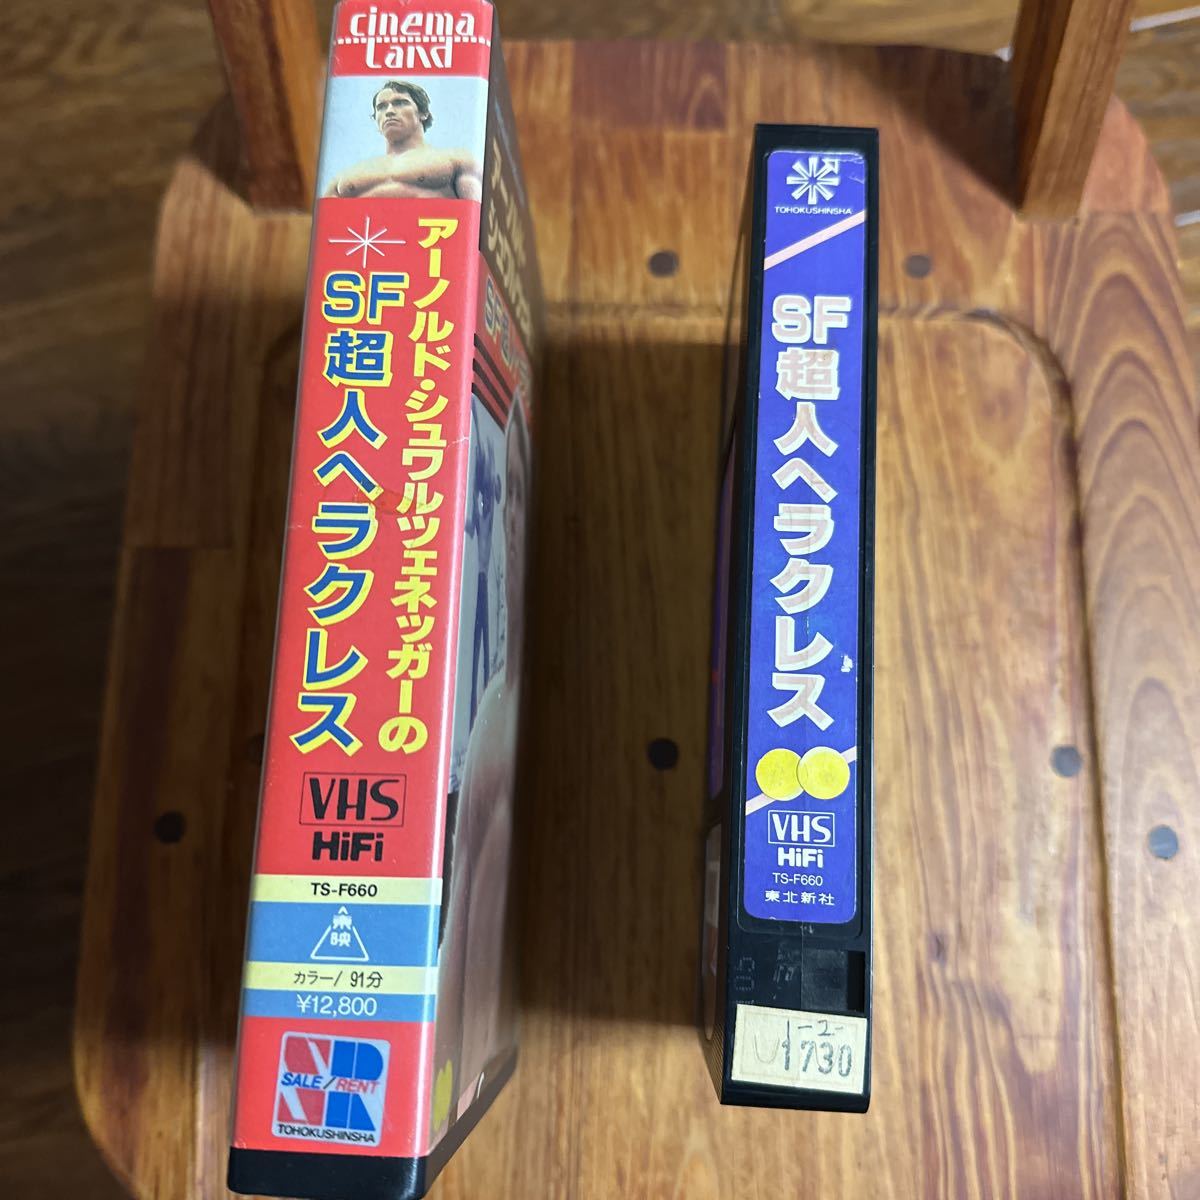 cinema
Land
アーノルド・シュワルツェネッガーの
SF超人ヘラクレス
VHS
HiFi
TS-F660
東映
カラー/ 91分
¥12,800
SALE/RENT
TOHOKUSHINSHA
TOHOKUSHINSHA
SF超人ヘラクレス
VHS
HiFi
TS-F660
東北新社
1-2-
1730